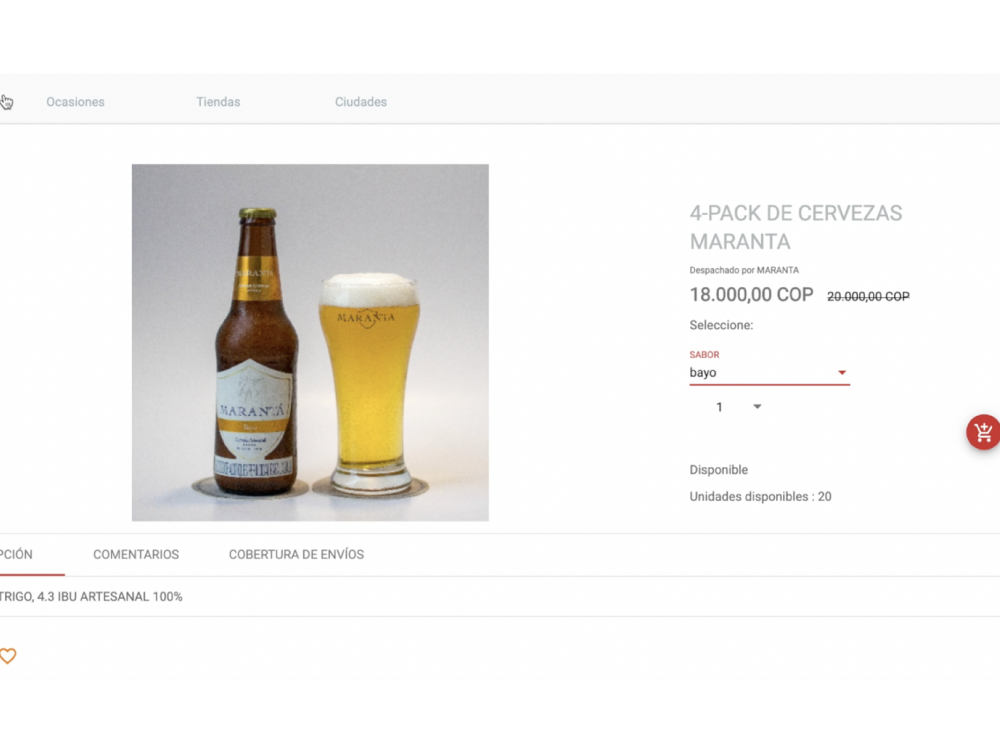 Ocasiones Tiendas Ciudades
MARANTA
MARANTÁ
4-PACK DE CERVEZAS
MARANTA
Despachado por MARANTA
18.000,00 COP 20.000,00 COP
Seleccione:
SABOR
bayo
1
Disponible
Unidades disponibles : 20
PCIÓN COMENTARIOS COBERTURA DE ENVÍOS
TRIGO, 4.3 IBU ARTESANAL 100%